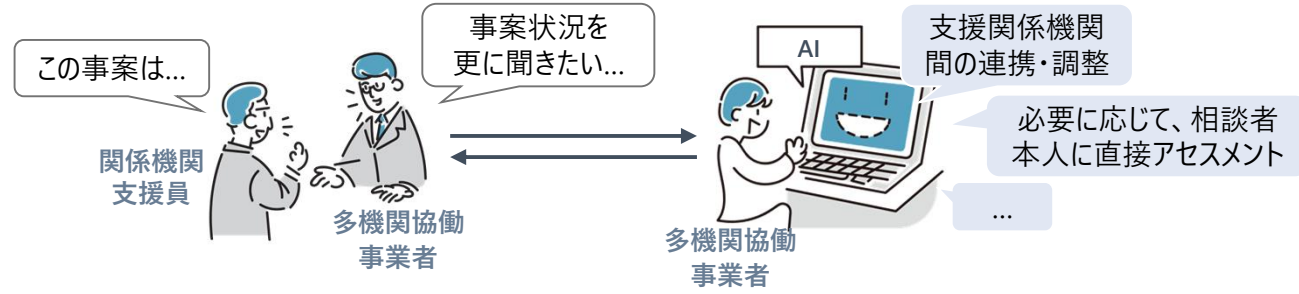 この事案は…
事案状況を
更に聞きたい…
関係機関
支援員
多機関協働
事業者
AI
支援関係機関
間の連携・調整
必要に応じて、相談者
本人に直接アセスメント
…
多機関協働
事業者